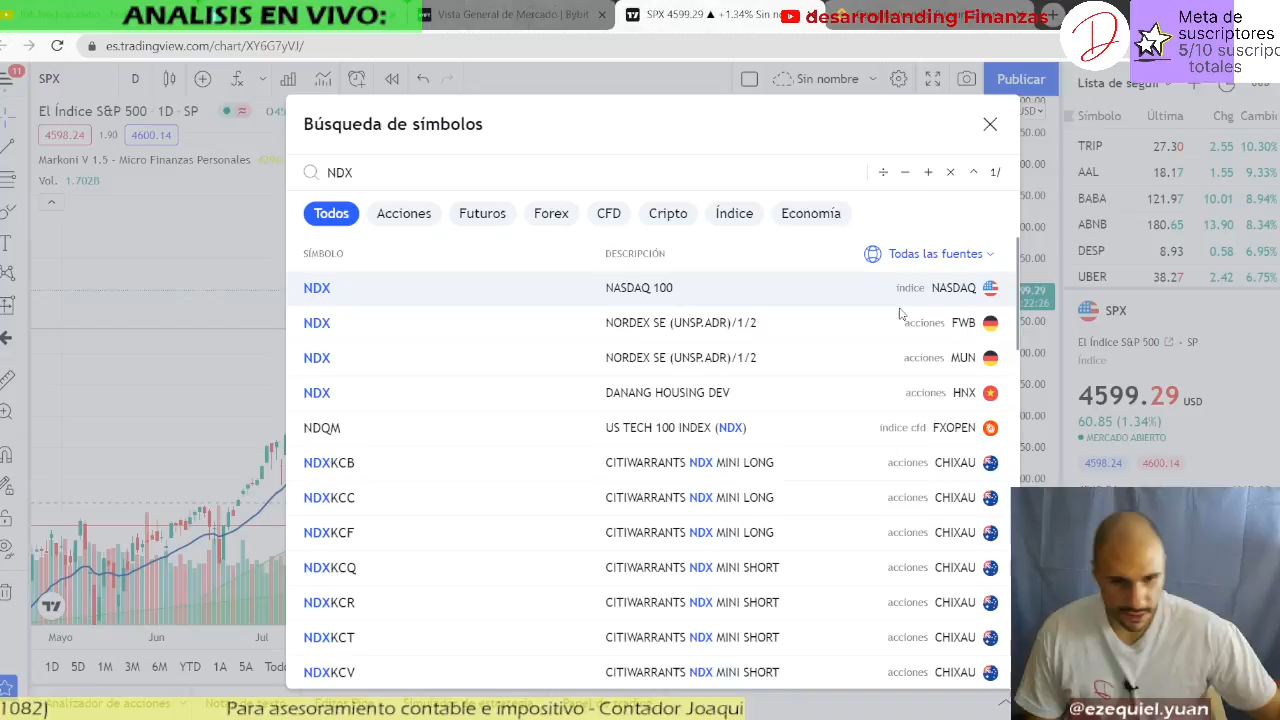 ANALISIS EN VIVO:
Vista General de Mercado | Bybit
SPX 4599.29 ▲ +1.34% Sin no
desarrollanding Finanzas
Meta de
suscriptores
5/10 suscripc
totales
es.tradingview.com/chart/XY6G7yVJ/
11
SPX
D
Sin nombre
Publicar
Lista de segui
El Índice S&P 500 · 1D · SP
4598.24 1.90 4600.14
Markoni V 1.5 - Micro Finanzas Personales
Vol. 1.702B
Búsqueda de símbolos
NDX
÷ − + × ^ 1/
Todos Acciones Futuros Forex CFD Cripto Índice Economía
SÍMBOLO DESCRIPCIÓN Todas las fuentes
NDX NASDAQ 100 índice NASDAQ
NDX NORDEX SE (UNSP.ADR)/1/2 acciones FWB
NDX NORDEX SE (UNSP.ADR)/1/2 acciones MUN
NDX DANANG HOUSING DEV acciones HNX
NDQM US TECH 100 INDEX (NDX) índice cfd FXOPEN
NDXKCB CITIWARRANTS NDX MINI LONG acciones CHIXAU
NDXKCC CITIWARRANTS NDX MINI LONG acciones CHIXAU
NDXKCF CITIWARRANTS NDX MINI LONG acciones CHIXAU
NDXKCQ CITIWARRANTS NDX MINI SHORT acciones CHIXAU
NDXKCR CITIWARRANTS NDX MINI SHORT acciones CHIXAU
NDXKCT CITIWARRANTS NDX MINI SHORT acciones CHIXAU
NDXKCV CITIWARRANTS NDX MINI SHORT acciones CHIXAU
Símbolo Última Chg Cambi
TRIP 27.30 2.55 10.30%
AAL 18.17 1.55 9.33%
BABA 121.97 10.01 8.94%
ABNB 180.65 13.90 8.34%
DESP 8.93 0.58 6.95%
UBER 38.27 2.42 6.75%
SPX
El Índice S&P 500 · SP
Índice
4599.29 USD
60.85 (1.34%)
MERCADO ABIERTO
4598.24 4600.14
Mayo Jun Jul
1D 5D 1M 3M 6M YTD 1A 5A Todo
Analizador de acciones
1082) Para asesoramiento contable e impositivo - Contador Joaqui
@ezequiel.yuan